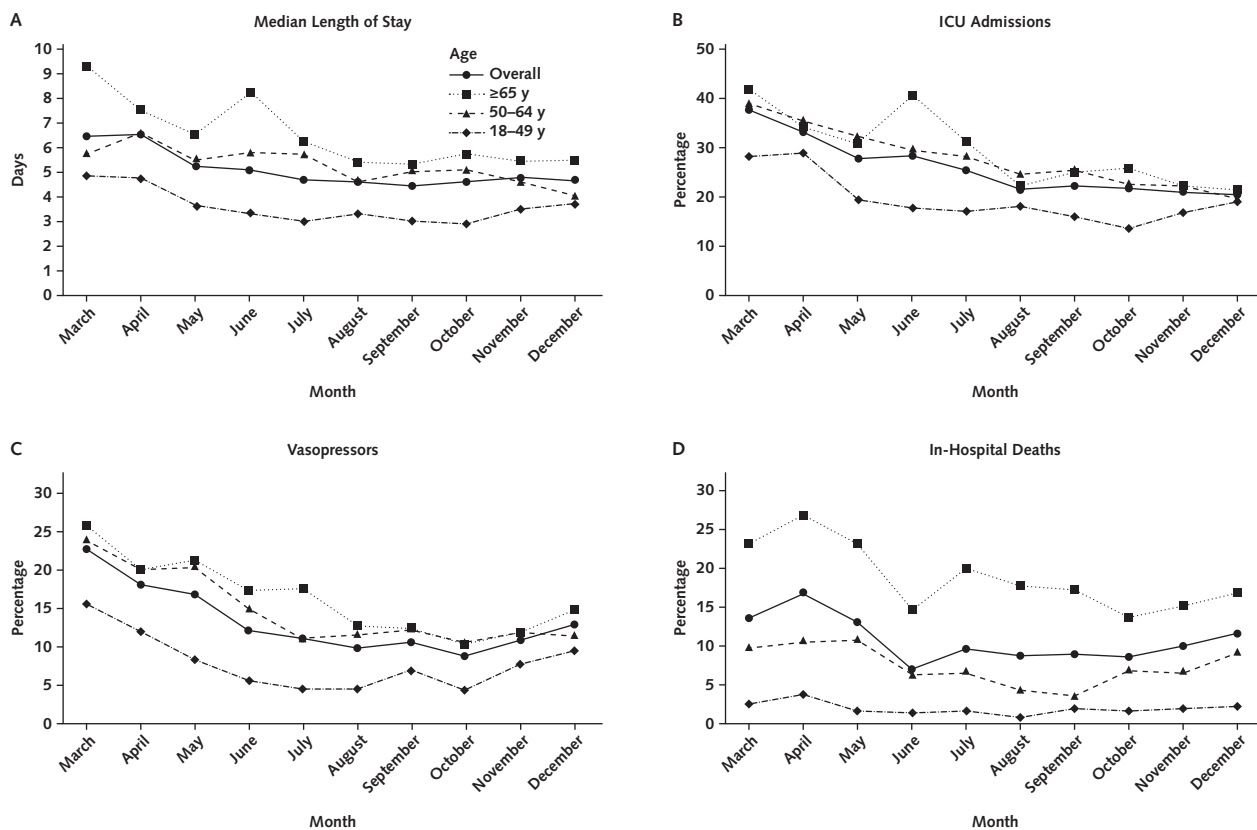 A
Median Length of Stay
Days
10
9
8
7
6
5
4
3
2
1
0
Age
Overall
≥65 y
50–64 y
18–49 y
March
April
May
June
July
August
September
October
November
December
Month
B
ICU Admissions
Percentage
50
40
30
20
10
0
March
April
May
June
July
August
September
October
November
December
Month
C
Vasopressors
Percentage
30
25
20
15
10
5
0
March
April
May
June
July
August
September
October
November
December
Month
D
In-Hospital Deaths
Percentage
30
25
20
15
10
5
0
March
April
May
June
July
August
September
October
November
December
Month